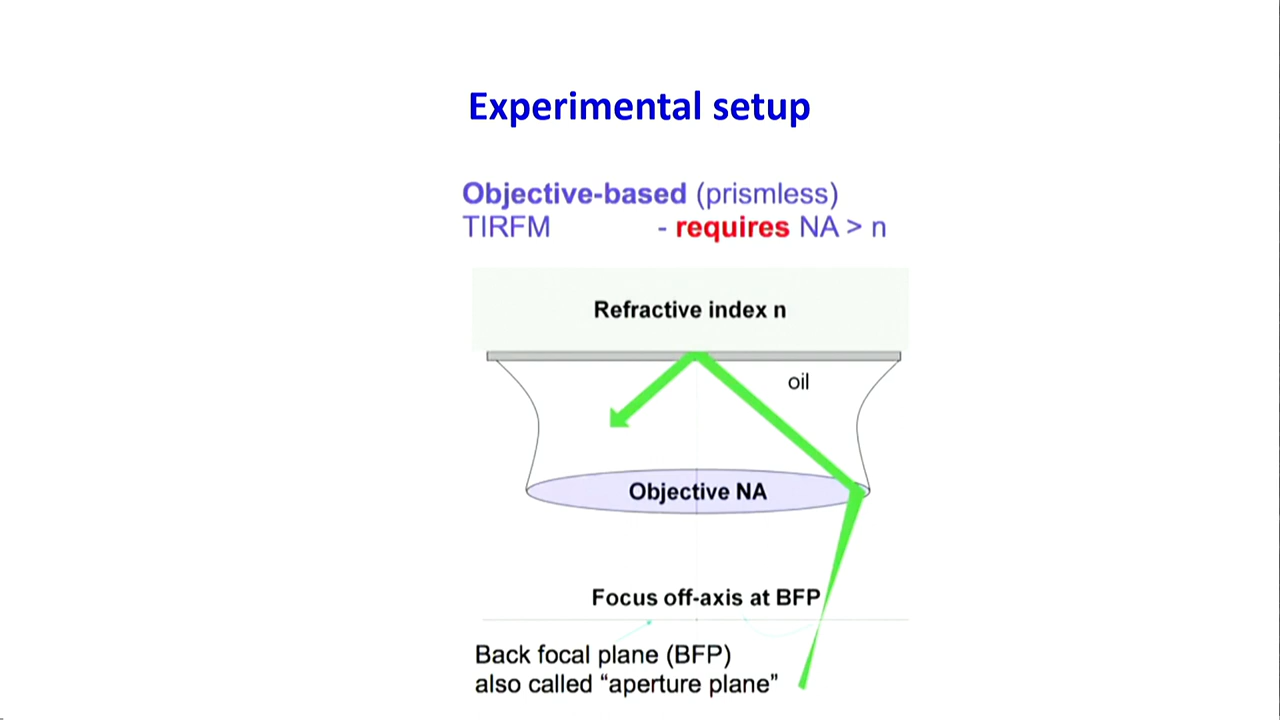 Experimental setup
Objective-based (prismless)
TIRFM - requires NA > n
Refractive index n
oil
Objective NA
Focus off-axis at BFP
Back focal plane (BFP)
also called “aperture plane”